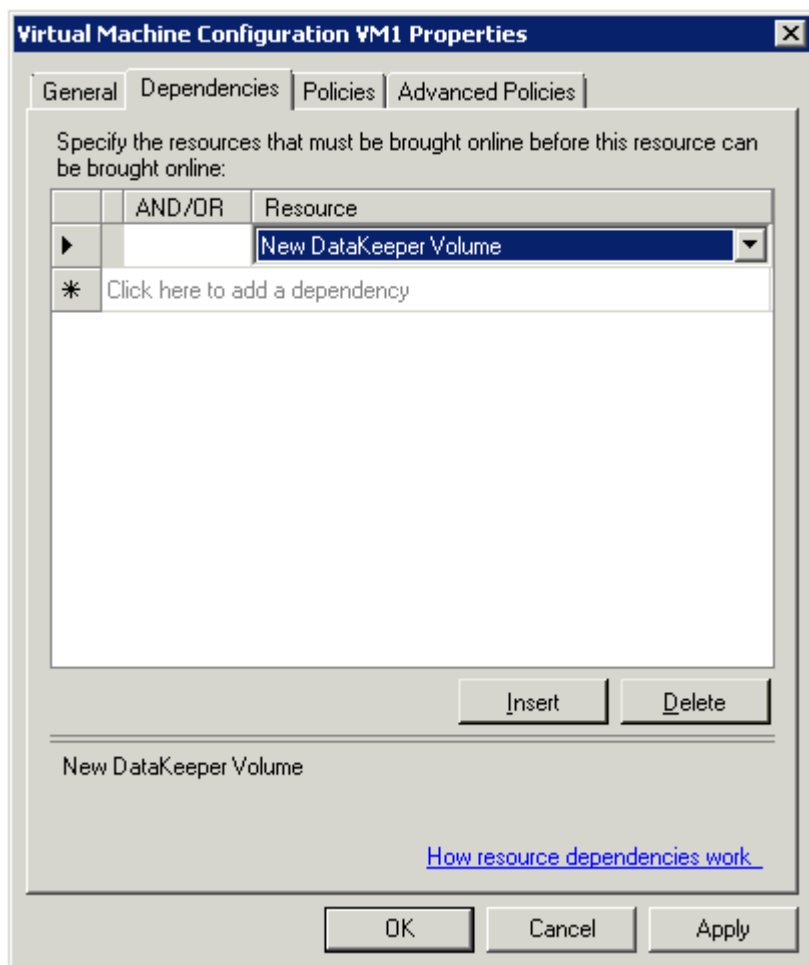 Virtual Machine Configuration VM1 Properties
General Dependencies Policies Advanced Policies
Specify the resources that must be brought online before this resource can
be brought online:
AND/OR Resource
New DataKeeper Volume
Click here to add a dependency
Insert Delete
New DataKeeper Volume
How resource dependencies work
OK Cancel Apply